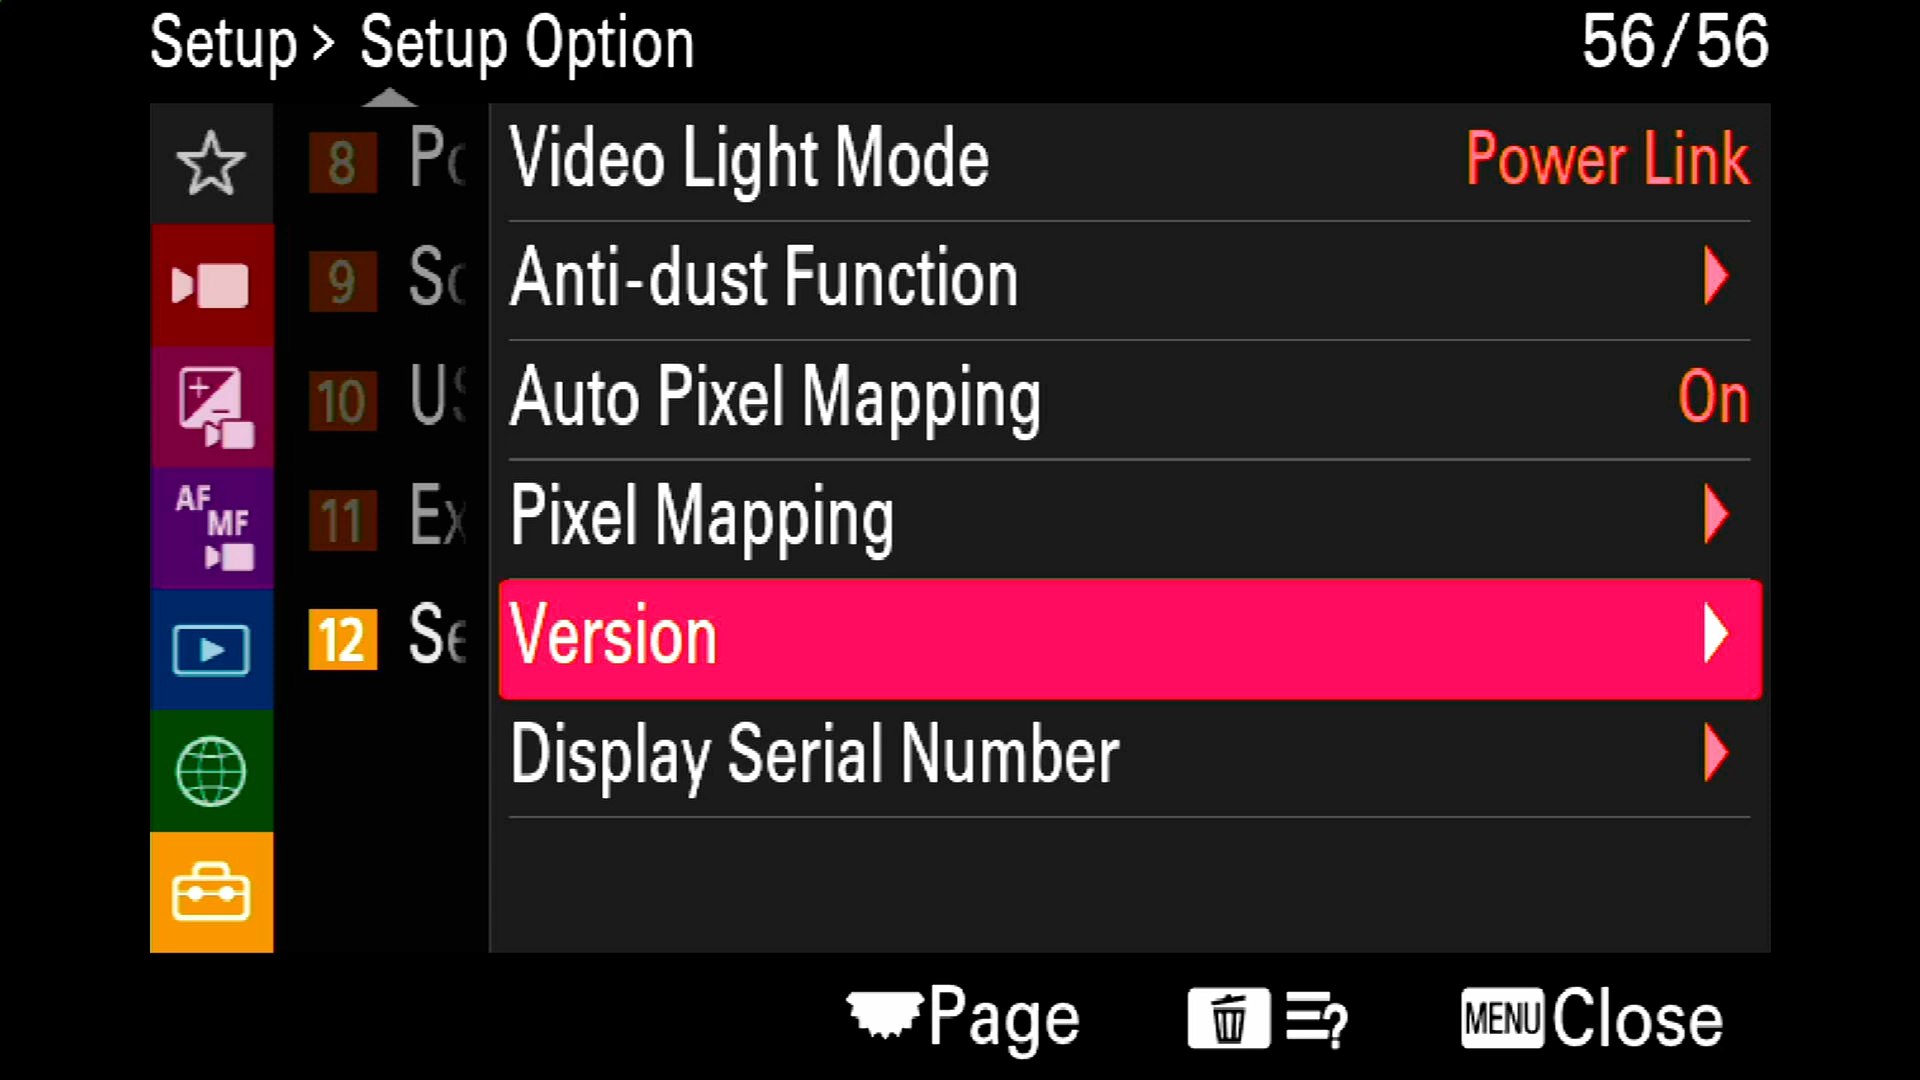 Setup > Setup Option 56/56
8 Video Light Mode Power Link
9 Anti-dust Function
10 Auto Pixel Mapping On
11 Pixel Mapping
12 Version
Display Serial Number
AF
MF
Page
MENU Close